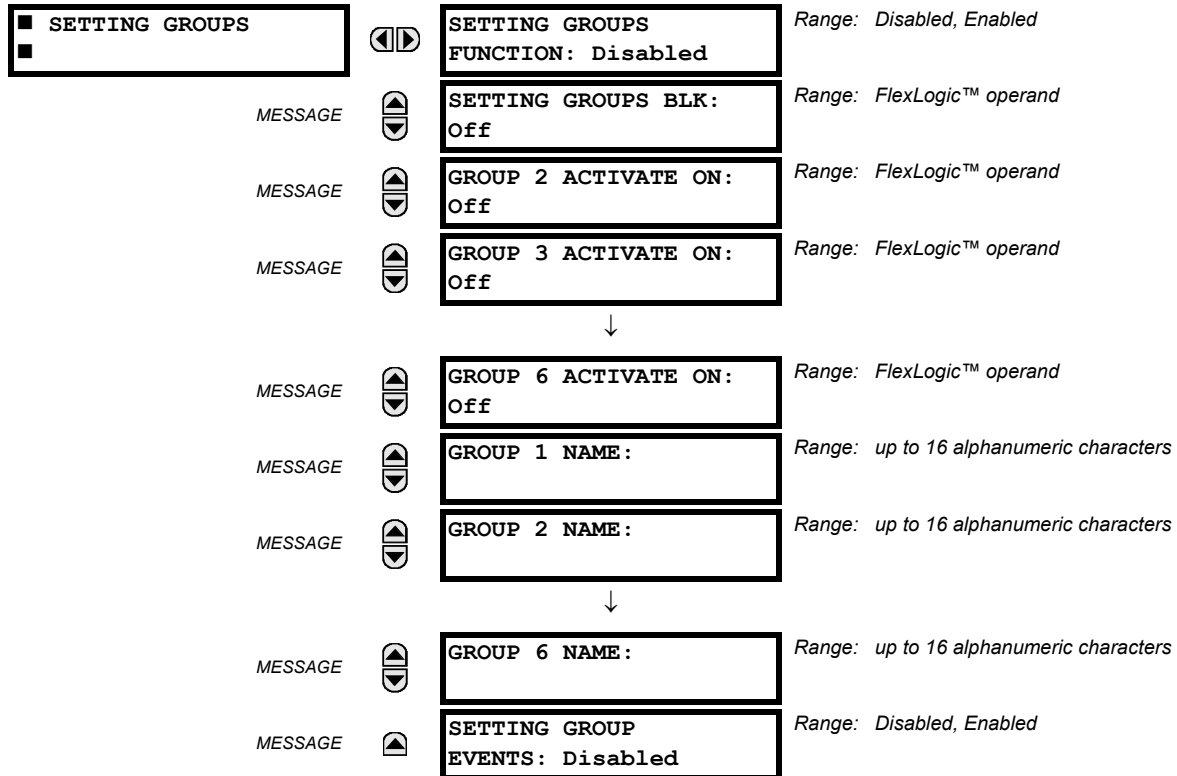 ■ SETTING GROUPS
■
SETTING GROUPS
FUNCTION: Disabled
Range: Disabled, Enabled
MESSAGE
SETTING GROUPS BLK:
Off
Range: FlexLogic™ operand
MESSAGE
GROUP 2 ACTIVATE ON:
Off
Range: FlexLogic™ operand
MESSAGE
GROUP 3 ACTIVATE ON:
Off
Range: FlexLogic™ operand
↓
MESSAGE
GROUP 6 ACTIVATE ON:
Off
Range: FlexLogic™ operand
MESSAGE
GROUP 1 NAME:
Range: up to 16 alphanumeric characters
MESSAGE
GROUP 2 NAME:
Range: up to 16 alphanumeric characters
↓
MESSAGE
GROUP 6 NAME:
Range: up to 16 alphanumeric characters
MESSAGE
SETTING GROUP
EVENTS: Disabled
Range: Disabled, Enabled